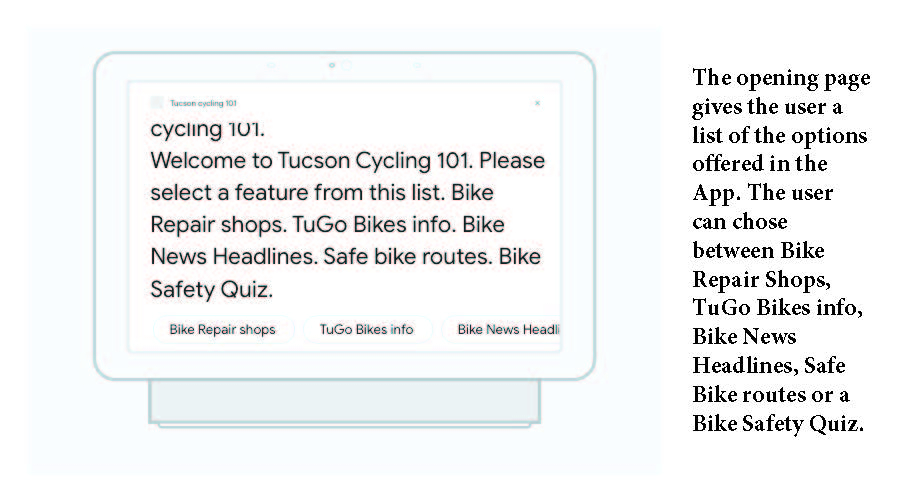 Tucson cycling 101
×
cycling 101.
Welcome to Tucson Cycling 101. Please
select a feature from this list. Bike
Repair shops. TuGo Bikes info. Bike
News Headlines. Safe bike routes. Bike
Safety Quiz.
Bike Repair shops TuGo Bikes info Bike News Headli
The opening page
gives the user a
list of the options
offered in the
App. The user
can chose
between Bike
Repair Shops,
TuGo Bikes info,
Bike News
Headlines, Safe
Bike routes or a
Bike Safety Quiz.